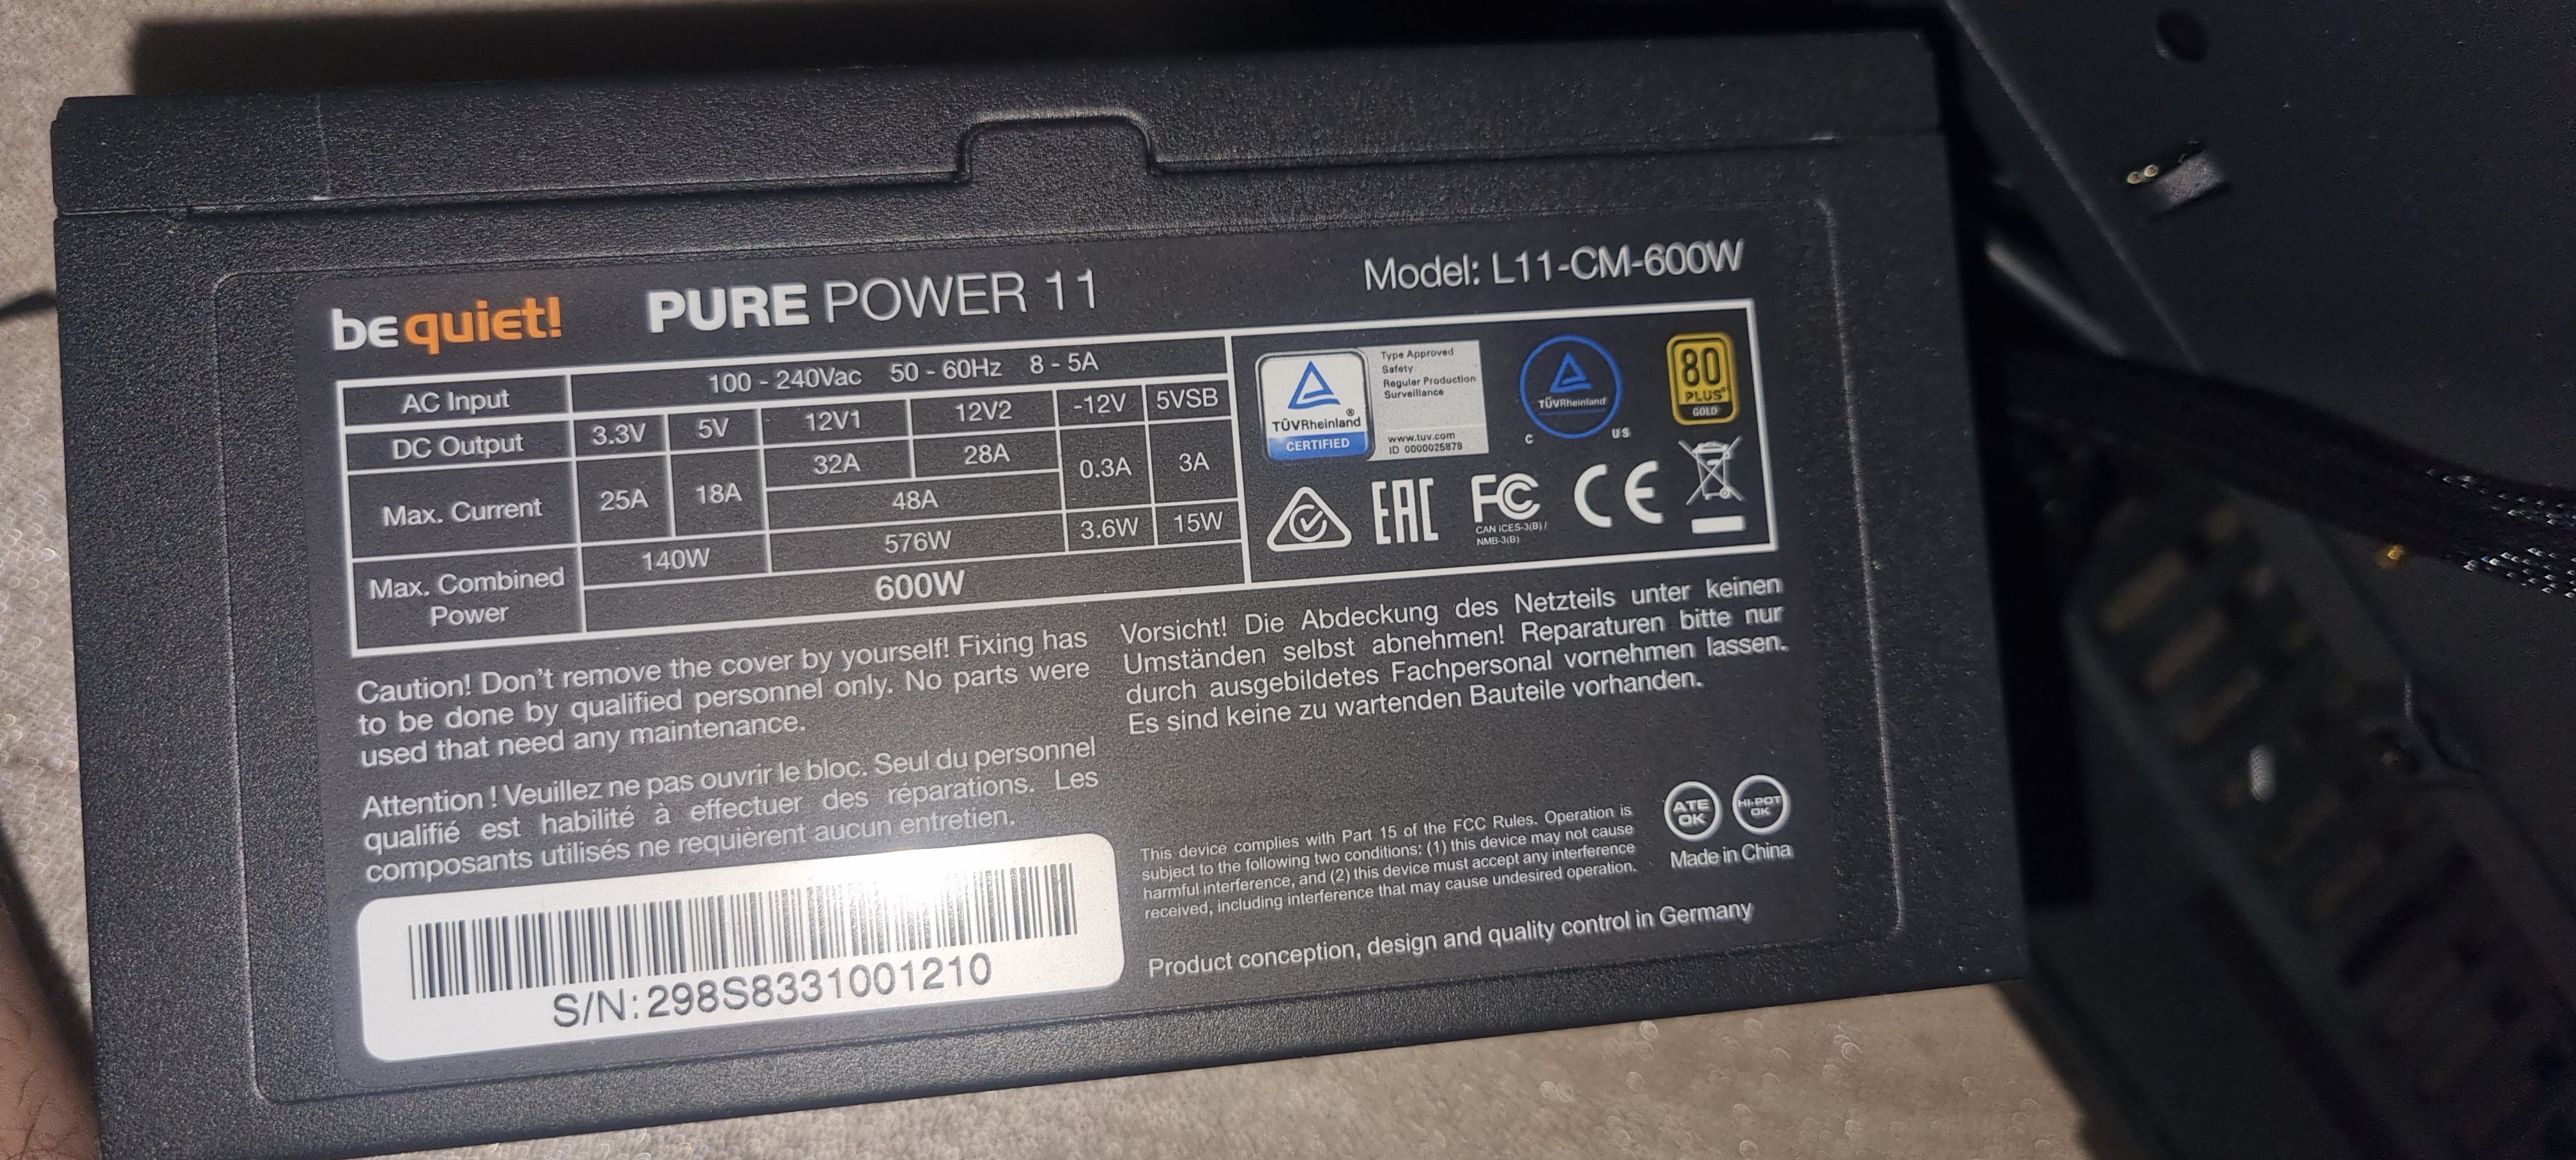 be quiet! PURE POWER 11 Model: L11-CM-600W
AC Input 100 - 240Vac 50 - 60Hz 8 - 5A
DC Output 3.3V 5V 12V1 12V2 -12V 5VSB
Max. Current 25A 18A 32A 28A 0.3A 3A
48A
Max. Combined Power 140W 576W 3.6W 15W
600W
TÜVRheinland®
CERTIFIED
Type Approved
Safety
Regular Production
Surveillance
www.tuv.com
ID 0000025878
TÜVRheinland
C US
80
PLUS®
GOLD
EAC FC CE
CAN ICES-3(B) /
NMB-3(B)
Caution! Don't remove the cover by yourself! Fixing has
to be done by qualified personnel only. No parts were
used that need any maintenance.
Vorsicht! Die Abdeckung des Netzteils unter keinen
Umständen selbst abnehmen! Reparaturen bitte nur
durch ausgebildetes Fachpersonal vornehmen lassen.
Es sind keine zu wartenden Bauteile vorhanden.
Attention ! Veuillez ne pas ouvrir le bloc. Seul du personnel
qualifié est habilité à effectuer des réparations. Les
composants utilisés ne requièrent aucun entretien.
S/N: 298S8331001210
This device complies with Part 15 of the FCC Rules. Operation is
subject to the following two conditions: (1) this device may not cause
harmful interference, and (2) this device must accept any interference
received, including interference that may cause undesired operation.
ATE
OK
HI-POT
OK
Made in China
Product conception, design and quality control in Germany